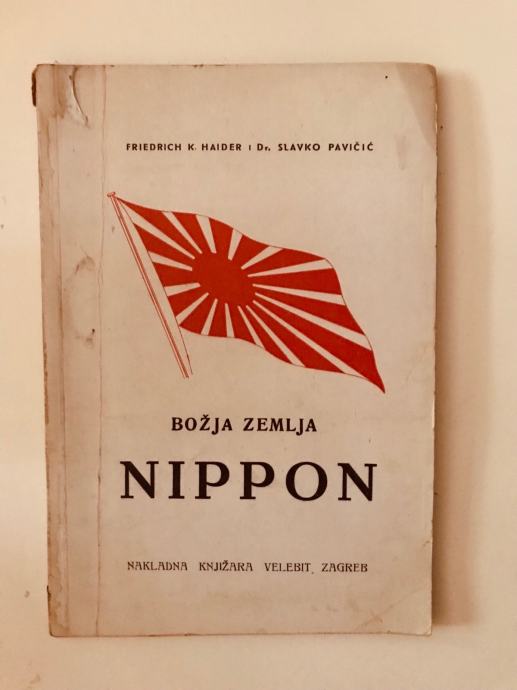 FRIEDRICH K. HAIDER I Dr. SLAVKO PAVIČIĆ
BOŽJA ZEMLJA
NIPPON
NAKLADNA KNJIŽARA VELEBIT, ZAGREB